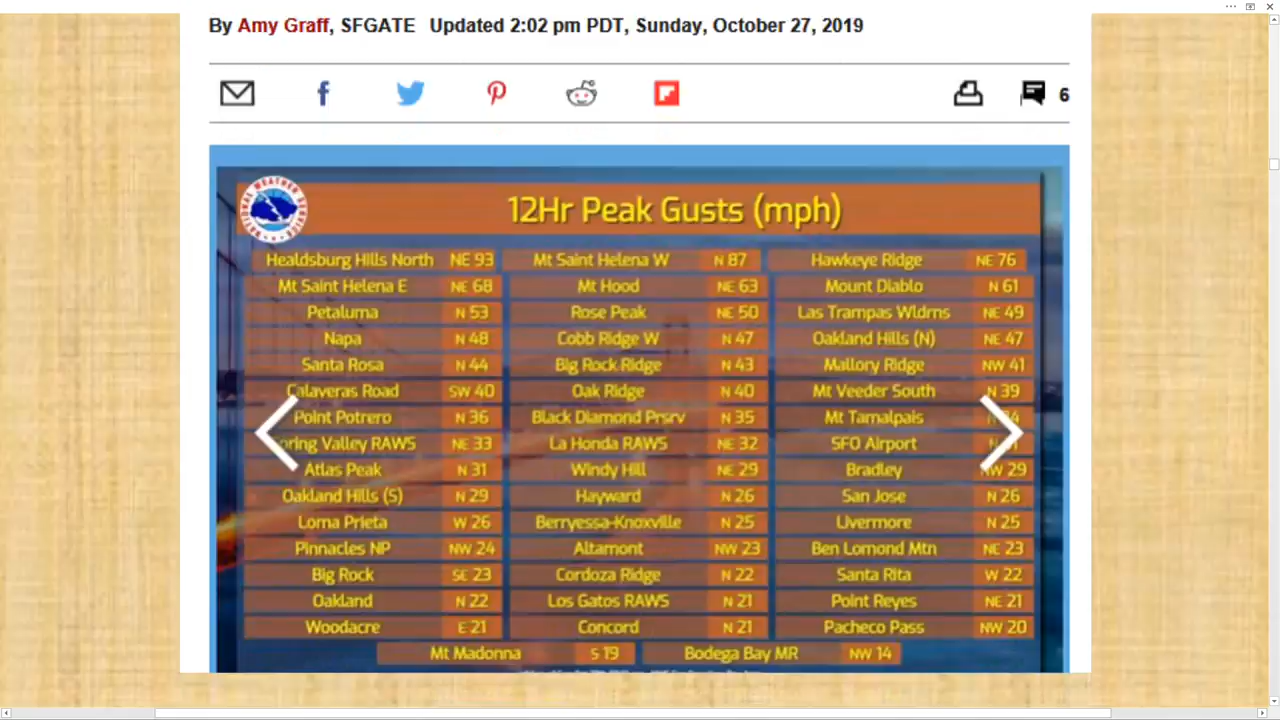 By Amy Graff, SFGATE Updated 2:02 pm PDT, Sunday, October 27, 2019
6
NATIONAL WEATHER SERVICE
12Hr Peak Gusts (mph)
Healdsburg Hills North NE 93 Mt Saint Helena W N 87 Hawkeye Ridge NE 76
Mt Saint Helena E NE 68 Mt Hood NE 63 Mount Diablo N 61
Petaluma N 53 Rose Peak NE 50 Las Trampas Wldrns NE 49
Napa N 48 Cobb Ridge W N 47 Oakland Hills (N) NE 47
Santa Rosa N 44 Big Rock Ridge N 43 Mallory Ridge NW 41
Calaveras Road SW 40 Oak Ridge N 40 Mt Veeder South N 39
Point Potrero N 36 Black Diamond Prsrv N 35 Mt Tamalpais
Valley RAWS NE 33 La Honda RAWS NE 32 SFO Airport
Atlas Peak N 31 Windy Hill NE 29 Bradley NW 29
Oakland Hills (S) N 29 Hayward N 26 San Jose N 26
Loma Prieta W 26 Berryessa-Knoxville N 25 Livermore N 25
Pinnacles NP NW 24 Altamont NW 23 Ben Lomond Mtn NE 23
Big Rock SE 23 Cordoza Ridge N 22 Santa Rita W 22
Oakland N 22 Los Gatos RAWS N 21 Point Reyes NE 21
Woodacre E 21 Concord N 21 Pacheco Pass NW 20
Mt Madonna S 19 Bodega Bay MR NW 14